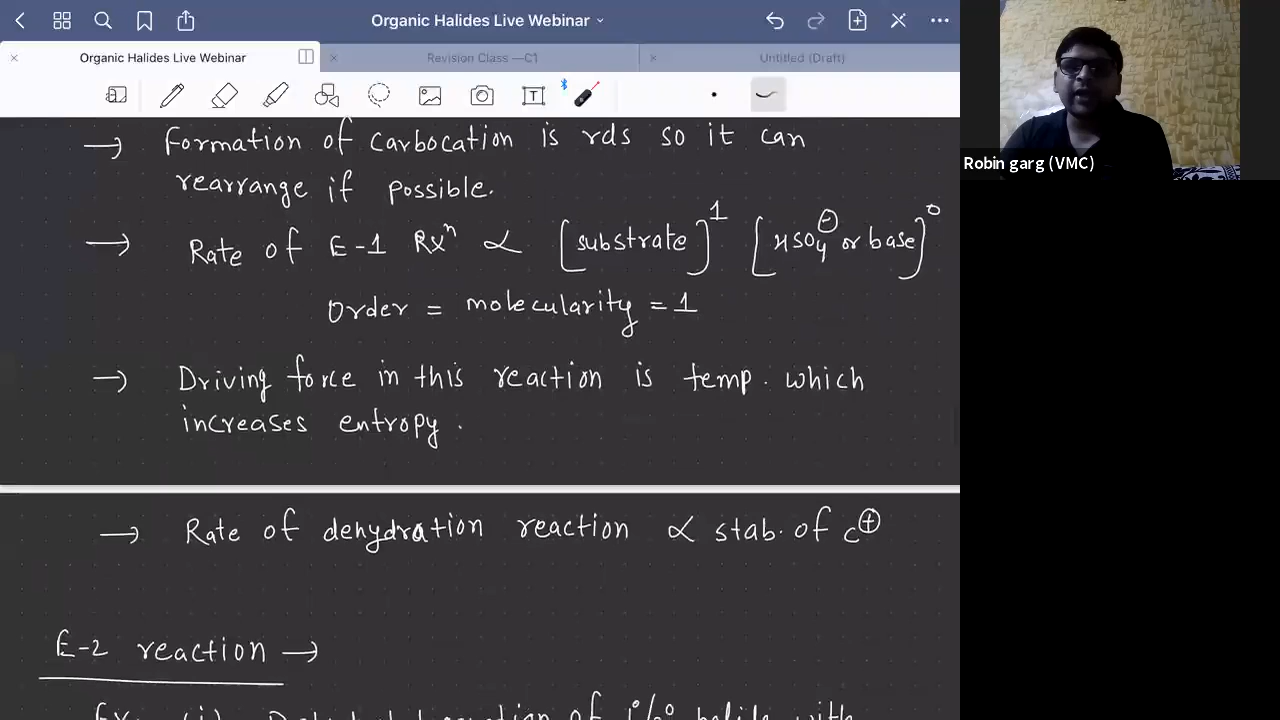 Organic Halides Live Webinar
Organic Halides Live Webinar
Revision Class —C1
Untitled (Draft)
T
Robin garg (VMC)
→ Formation of Carbocation is rds so it can
rearrange if possible.
→ Rate of E-1 Rxⁿ ∝ [substrate]¹ [HSO₄⊖ or base]⁰
Order = molecularity = 1
→ Driving force in this reaction is temp. which
increases entropy.
→ Rate of dehydration reaction ∝ stab. of C⊕
E-2 reaction →
Ex. (i)